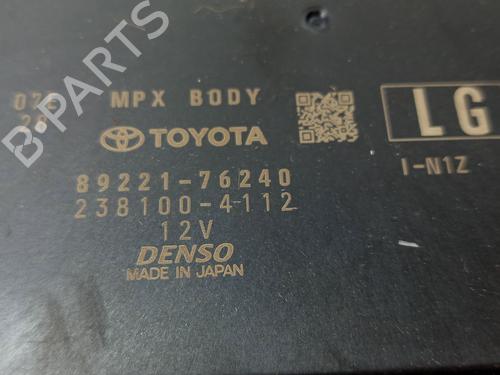 MPX BODY
TOYOTA
LG
I-N1Z
89221-76240
238100-4112
12V
DENSO
MADE IN JAPAN
B-PARTS